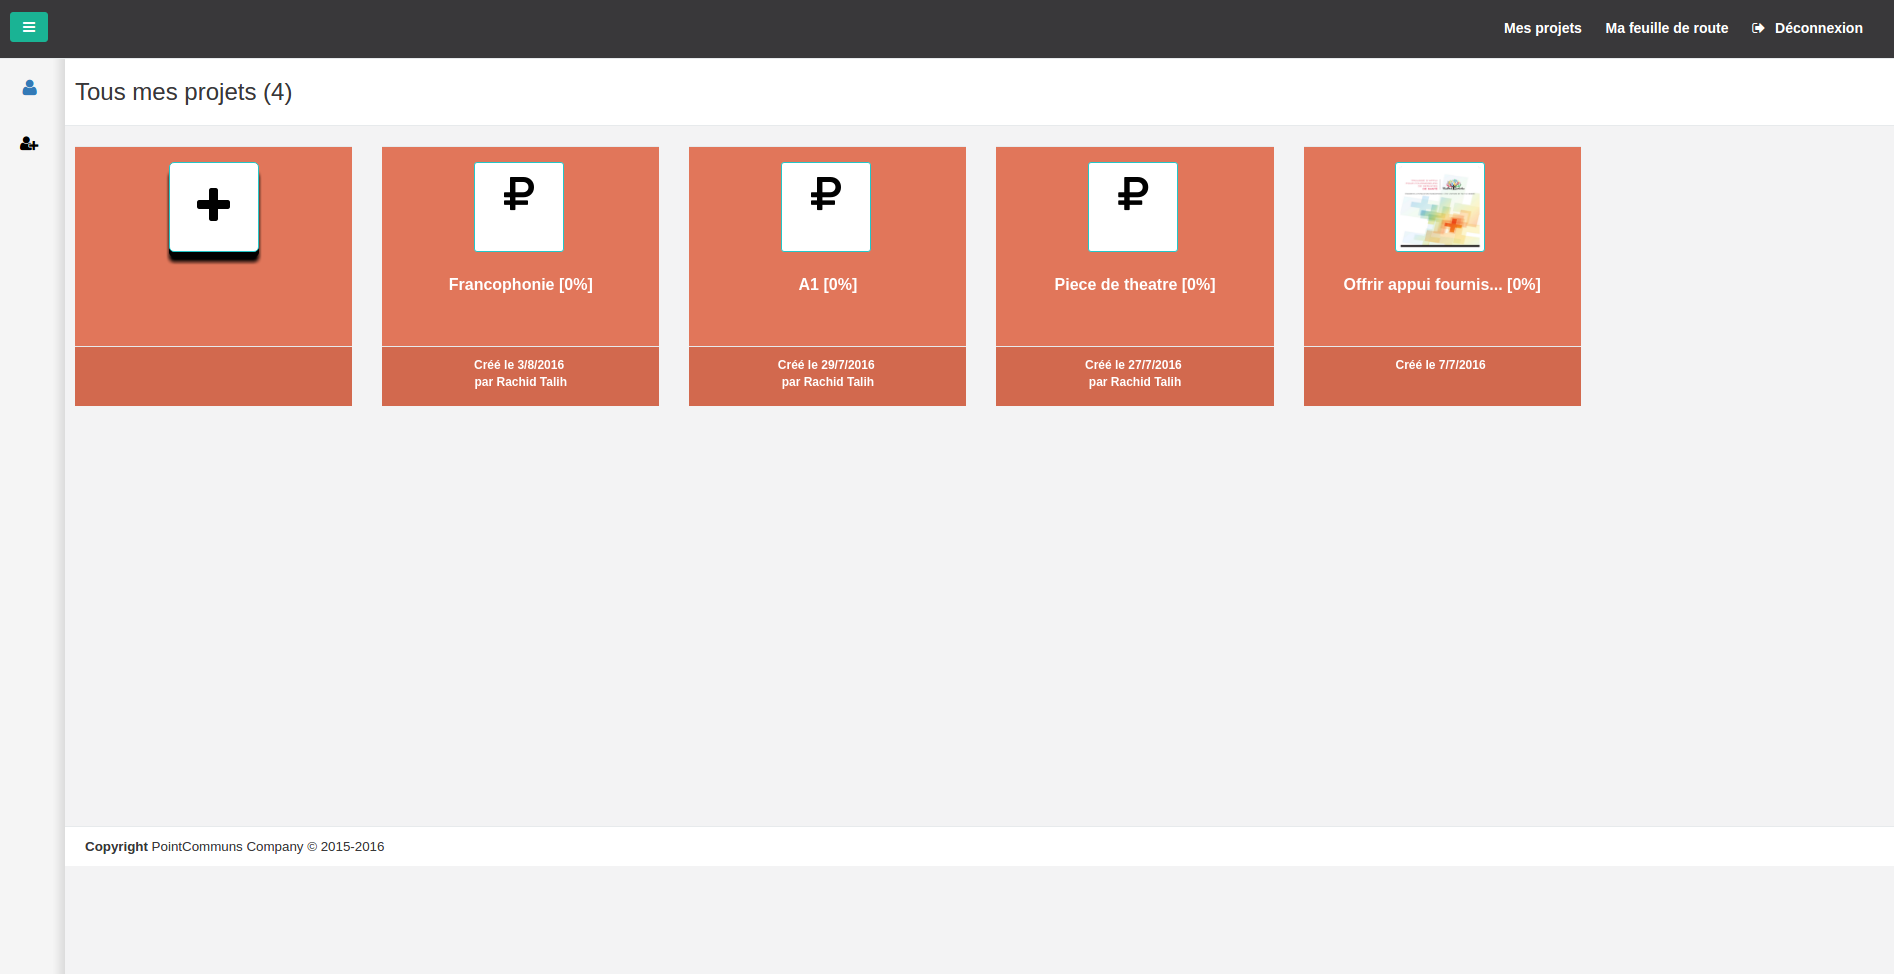 Mes projets Ma feuille de route Déconnexion
Tous mes projets (4)
Francophonie [0%]
Créé le 3/8/2016
par Rachid Talih
A1 [0%]
Créé le 29/7/2016
par Rachid Talih
Piece de theatre [0%]
Créé le 27/7/2016
par Rachid Talih
Offrir appui fournis... [0%]
Créé le 7/7/2016
Copyright PointCommuns Company © 2015-2016